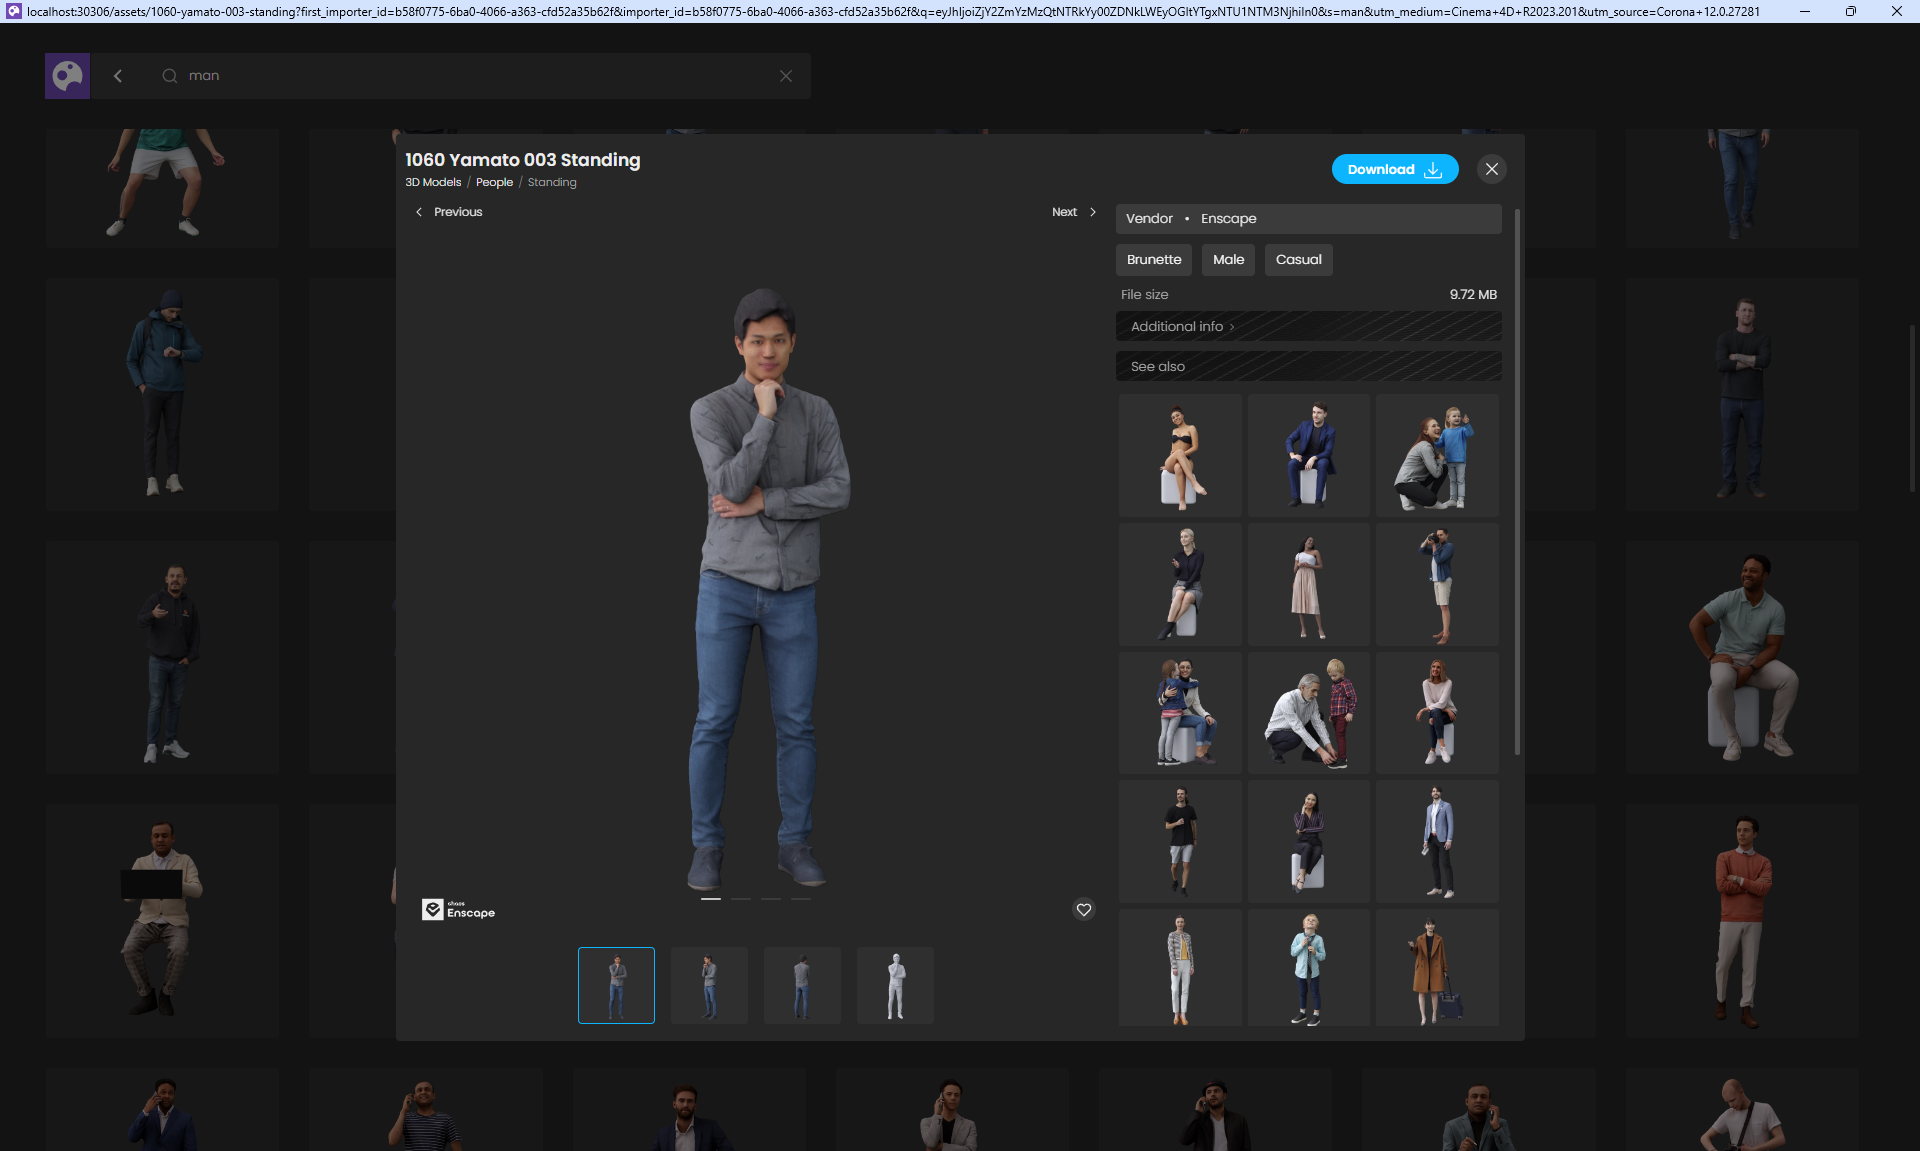 localhost:30306/assets/1060-yamato-003-standing?first_importer_id=b58f0775-6ba0-4066-a363-cfd52a35b62f&importer_id=b58f0775-6ba0-4066-a363-cfd52a35b62f&q=eyJhIjoiZjY2ZmYzMzQtNTRkYy00ZDNkLWEyOGItYTgxNTU1NTM3NjhiIn0&s=man&utm_medium=Cinema+4D+R2023.201&utm_source=Corona+12.0.27281
man
1060 Yamato 003 Standing
3D Models / People / Standing
Download
Previous
Next
Vendor • Enscape
Brunette Male Casual
File size 9.72 MB
Additional info
See also
chaos
Enscape